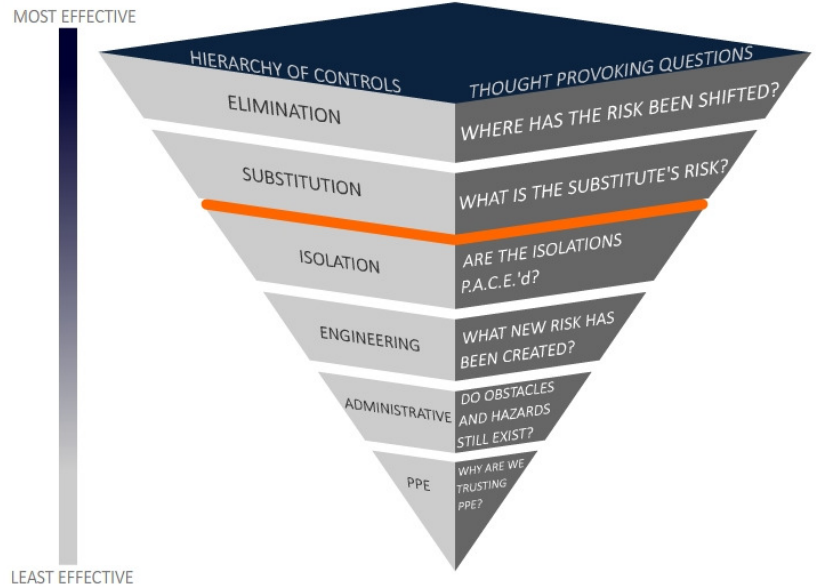 MOST EFFECTIVE
HIERARCHY OF CONTROLS
THOUGHT PROVOKING QUESTIONS
ELIMINATION
WHERE HAS THE RISK BEEN SHIFTED?
SUBSTITUTION
WHAT IS THE SUBSTITUTE'S RISK?
ISOLATION
ARE THE ISOLATIONS
P.A.C.E.'d?
ENGINEERING
WHAT NEW RISK HAS
BEEN CREATED?
ADMINISTRATIVE
DO OBSTACLES
AND HAZARDS
STILL EXIST?
PPE
WHY ARE WE
TRUSTING
PPE?
LEAST EFFECTIVE